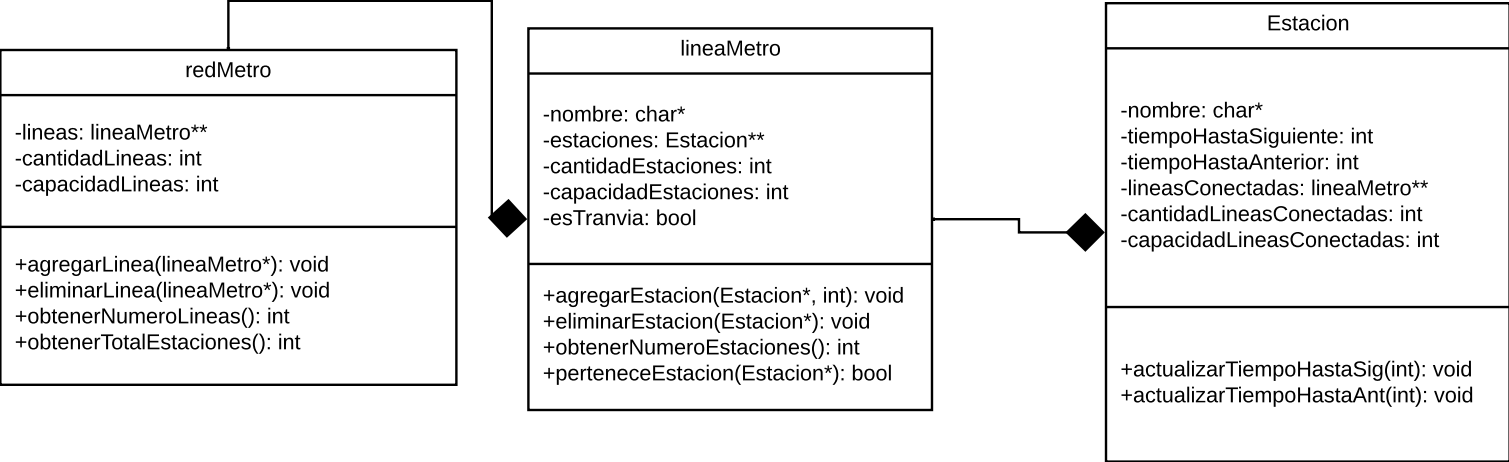 redMetro
-lineas: lineaMetro**
-cantidadLineas: int
-capacidadLineas: int
+agregarLinea(lineaMetro*): void
+eliminarLinea(lineaMetro*): void
+obtenerNumeroLineas(): int
+obtenerTotalEstaciones(): int
lineaMetro
-nombre: char*
-estaciones: Estacion**
-cantidadEstaciones: int
-capacidadEstaciones: int
-esTranvia: bool
+agregarEstacion(Estacion*, int): void
+eliminarEstacion(Estacion*): void
+obtenerNumeroEstaciones(): int
+perteneceEstacion(Estacion*): bool
Estacion
-nombre: char*
-tiempoHastaSiguiente: int
-tiempoHastaAnterior: int
-lineasConectadas: lineaMetro**
-cantidadLineasConectadas: int
-capacidadLineasConectadas: int
+actualizarTiempoHastaSig(int): void
+actualizarTiempoHastaAnt(int): void